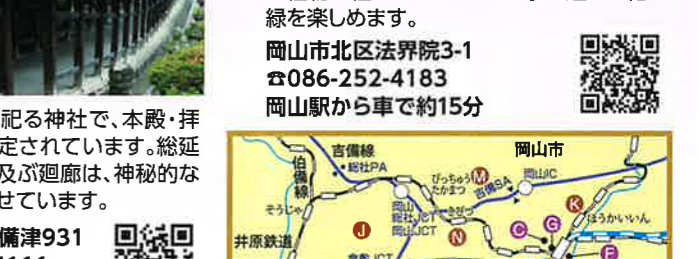 緑を楽しめます。
岡山市北区法界院3-1
☎086-252-4183
岡山駅から車で約15分
祀る神社で、本殿・拝
定されています。総延
及ぶ廻廊は、神秘的な
せています。
備津931
吉備線
総社PA
伯備線
そうじゃ
井原鉄道
びっちゅうたかまつ
M
吉備SA
岡山市
岡山IC
岡山総社JCT
岡山JCT
きびつ
J
N
K
ほうかいいん
C
G
F